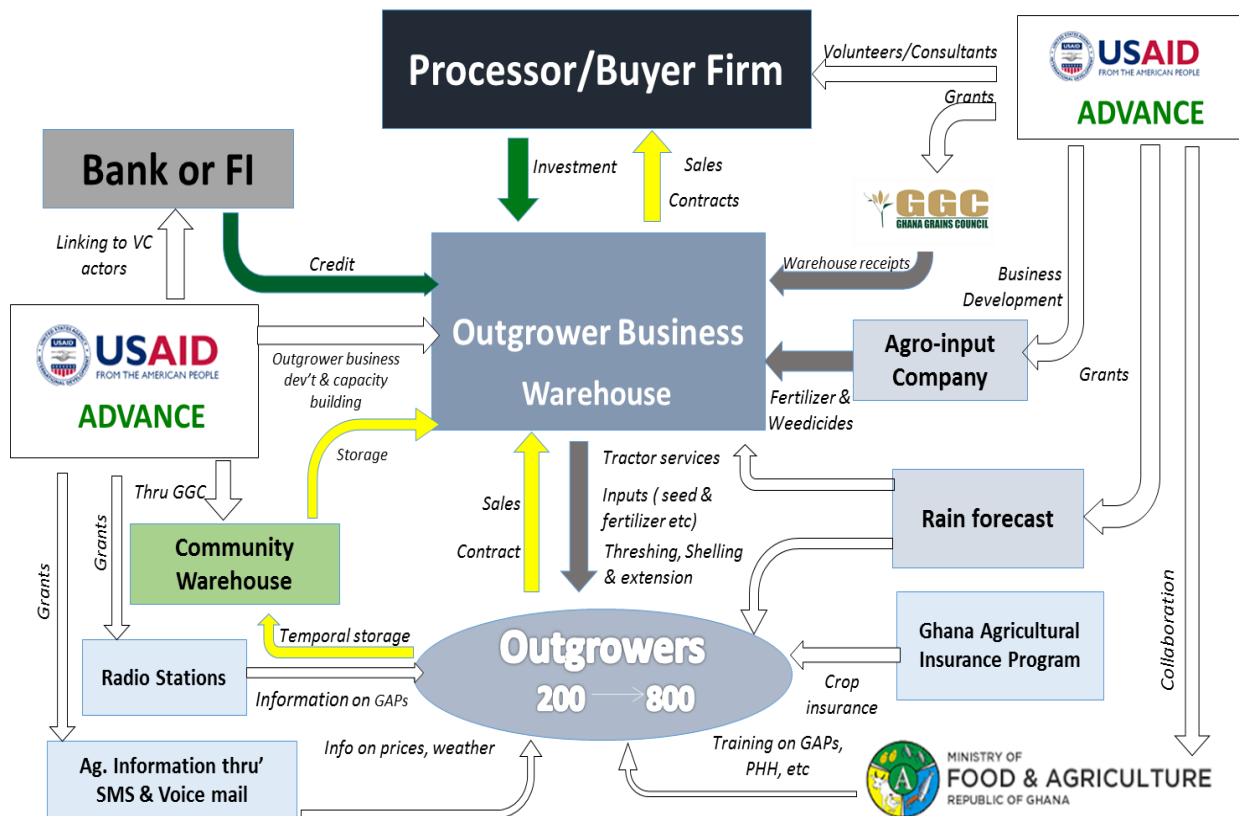 Processor/Buyer Firm
Volunteers/Consultants
USAID
FROM THE AMERICAN PEOPLE
ADVANCE
Grants
Bank or FI
Investment
Sales
Contracts
GGC
GHANA GRAINS COUNCIL
Linking to VC
actors
Credit
Warehouse receipts
Business
Development
USAID
FROM THE AMERICAN PEOPLE
ADVANCE
Outgrower business
dev't & capacity
building
Outgrower Business
Warehouse
Agro-input
Company
Grants
Fertilizer &
Weedicides
Storage
Thru GGC
Grants
Grants
Community
Warehouse
Sales
Contract
Tractor services
Inputs ( seed &
fertilizer etc)
Threshing, Shelling
& extension
Rain forecast
Collaboration
Temporal storage
Radio Stations
Information on GAPs
Outgrowers
200 800
Ghana Agricultural
Insurance Program
Crop
insurance
Info on prices, weather
Training on GAPs,
PHH, etc
Ag. Information thru'
SMS & Voice mail
MINISTRY OF
FOOD & AGRICULTURE
REPUBLIC OF GHANA